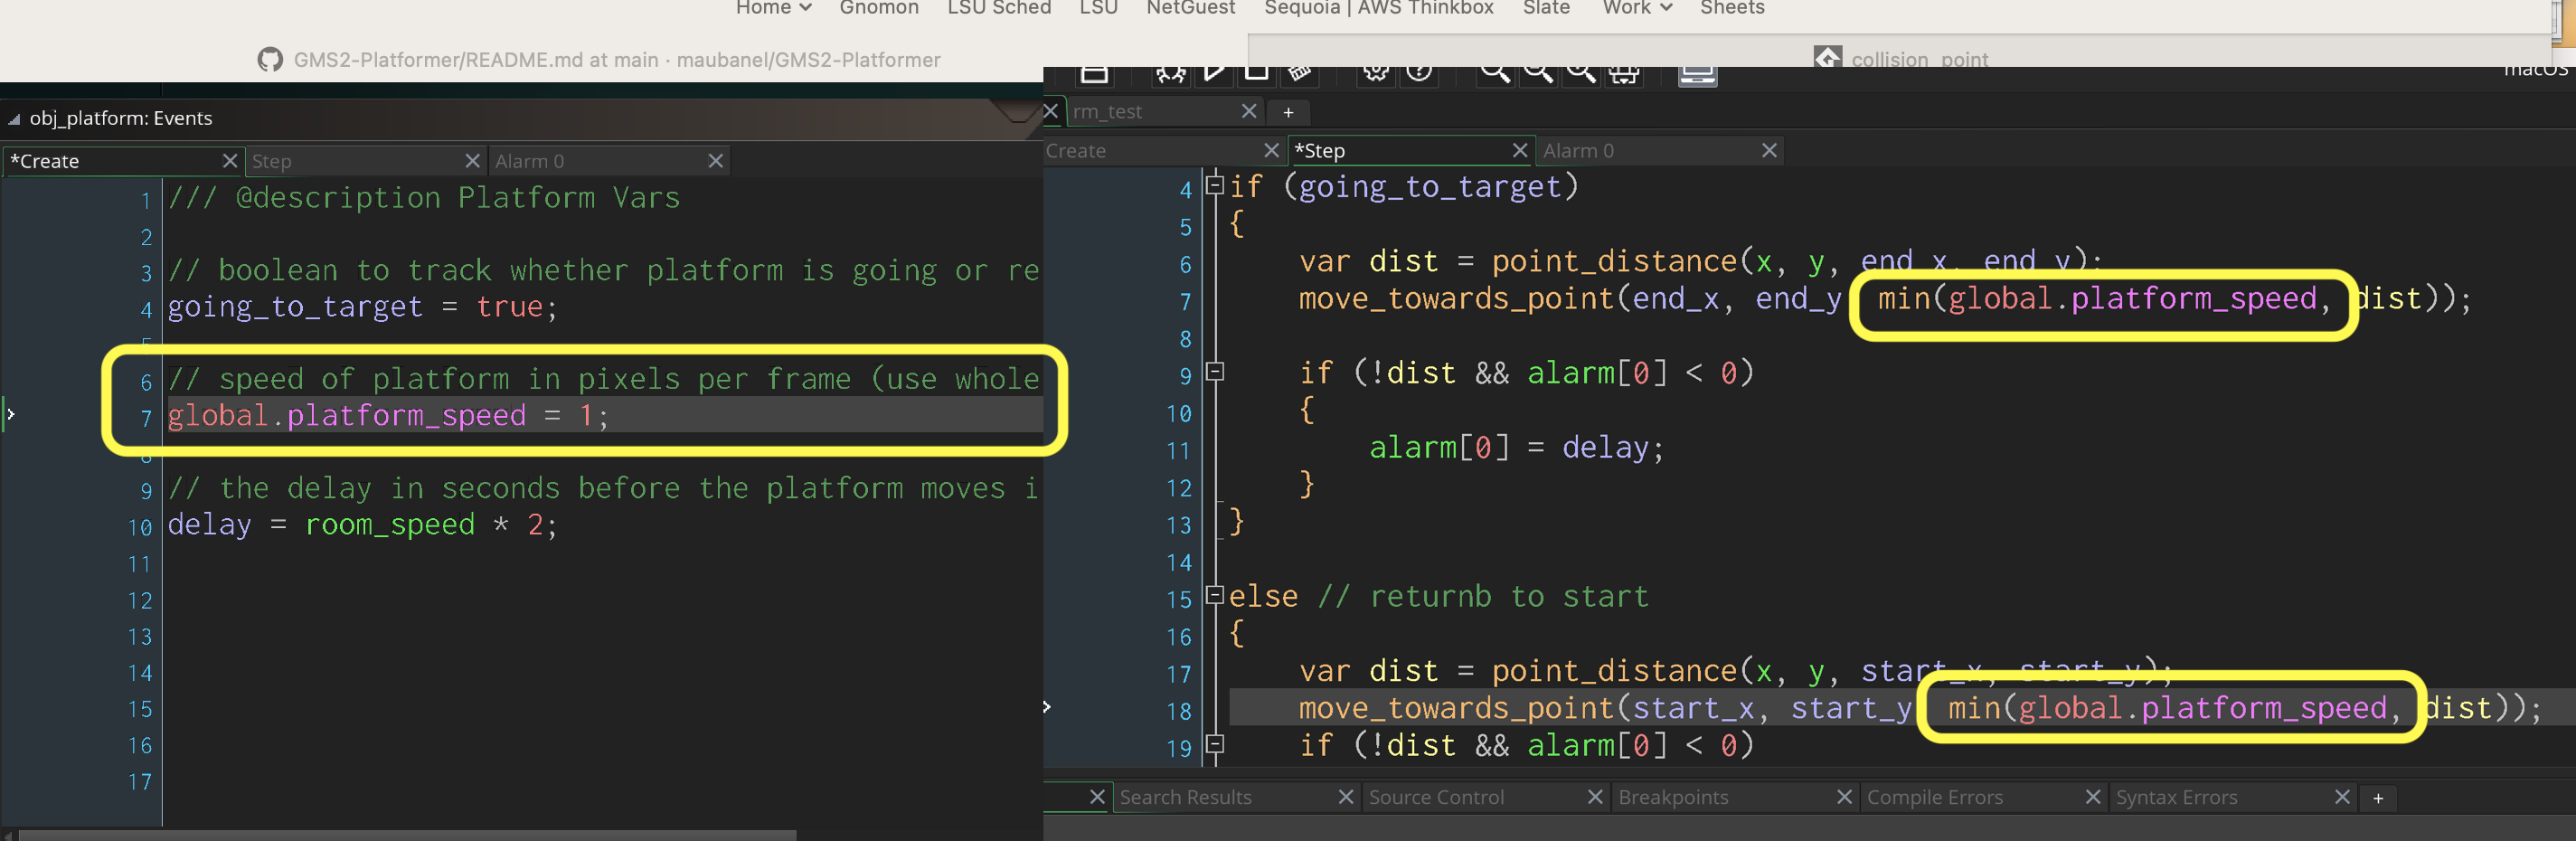 Home Gnomon LSU Sched LSU NetGuest Sequoia | AWS Thinkbox Slate Work Sheets
GMS2-Platformer/README.md at main · maubanel/GMS2-Platformer
collision_point
macOS
obj_platform: Events
*Create Step Alarm 0
1 /// @description Platform Vars
2
3 // boolean to track whether platform is going or re
4 going_to_target = true;
5
6 // speed of platform in pixels per frame (use whole
7 global.platform_speed = 1;
8
9 // the delay in seconds before the platform moves i
10 delay = room_speed * 2;
11
12
13
14
15
16
17
rm_test
Create *Step Alarm 0
4 if (going_to_target)
5 {
6 var dist = point_distance(x, y, end_x, end_y);
7 move_towards_point(end_x, end_y min(global.platform_speed, dist));
8
9 if (!dist && alarm[0] < 0)
10 {
11 alarm[0] = delay;
12 }
13 }
14
15 else // returnb to start
16 {
17 var dist = point_distance(x, y, start_x, start_y);
18 move_towards_point(start_x, start_y min(global.platform_speed, dist));
19 if (!dist && alarm[0] < 0)
Search Results Source Control Breakpoints Compile Errors Syntax Errors